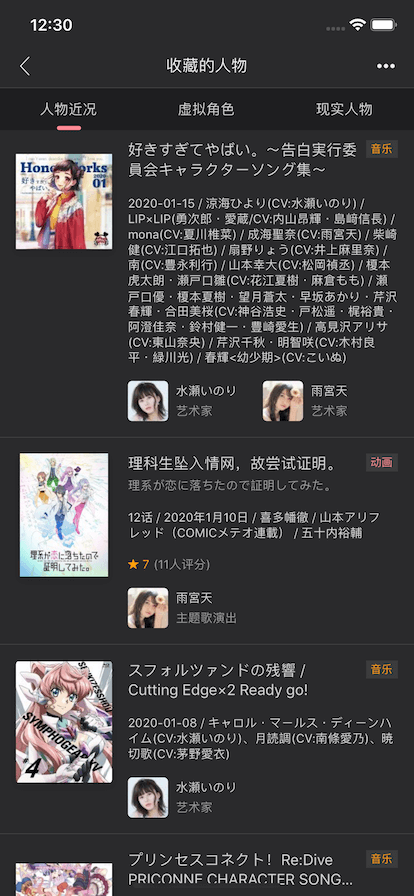 12:30
收藏的人物
人物近况
虚拟角色
现实人物
HoneyWorks
2020
01
好きすぎて
やばい。
好きすぎてやばい。〜告白実行委
員会キャラクターソング集〜
音乐
2020-01-15 / 涼海ひより(CV:水瀬いのり) /
LIP×LIP(勇次郎・愛蔵/CV:内山昂輝・島﨑信長) /
mona(CV:夏川椎菜) / 成海聖奈(CV:雨宮天) / 柴崎
健(CV:江口拓也) / 扇野りょう(CV:井上麻里奈) /
南(CV:豊永利行) / 山本幸大(CV:松岡禎丞) / 榎本
虎太朗・瀬戸口雛(CV:花江夏樹・麻倉もも) / 瀬
戸口優・榎本夏樹・望月蒼太・早坂あかり・芹沢
春輝・合田美桜(CV:神谷浩史・戸松遥・梶裕貴・
阿澄佳奈・鈴村健一・豊崎愛生) / 高見沢アリサ
(CV:東山奈央) / 芹沢千秋・明智咲(CV:木村良
平・緑川光) / 春輝<幼少期>(CV:こいぬ)
水瀬いのり
艺术家
雨宮天
艺术家
理系が恋に落ちたので
証明してみた。
理科生坠入情网，故尝试证明。
动画
理系が恋に落ちたので証明してみた。
12话 / 2020年1月10日 / 喜多幡徹 / 山本アリフ
レッド（COMICメテオ連載） / 五十内裕輔
7 (11人评分)
雨宮天
主题歌演出
SYMPHOGEAR XV
#4
スフォルツァンドの残響 /
Cutting Edge×2 Ready go!
音乐
2020-01-08 / キャロル・マールス・ディーンハ
イム(CV:水瀬いのり)、月読調(CV:南條愛乃)、暁
切歌(CV:茅野愛衣)
水瀬いのり
艺术家
プリンセスコネクト！Re:Dive
PRICONNE CHARACTER SONG...
音乐